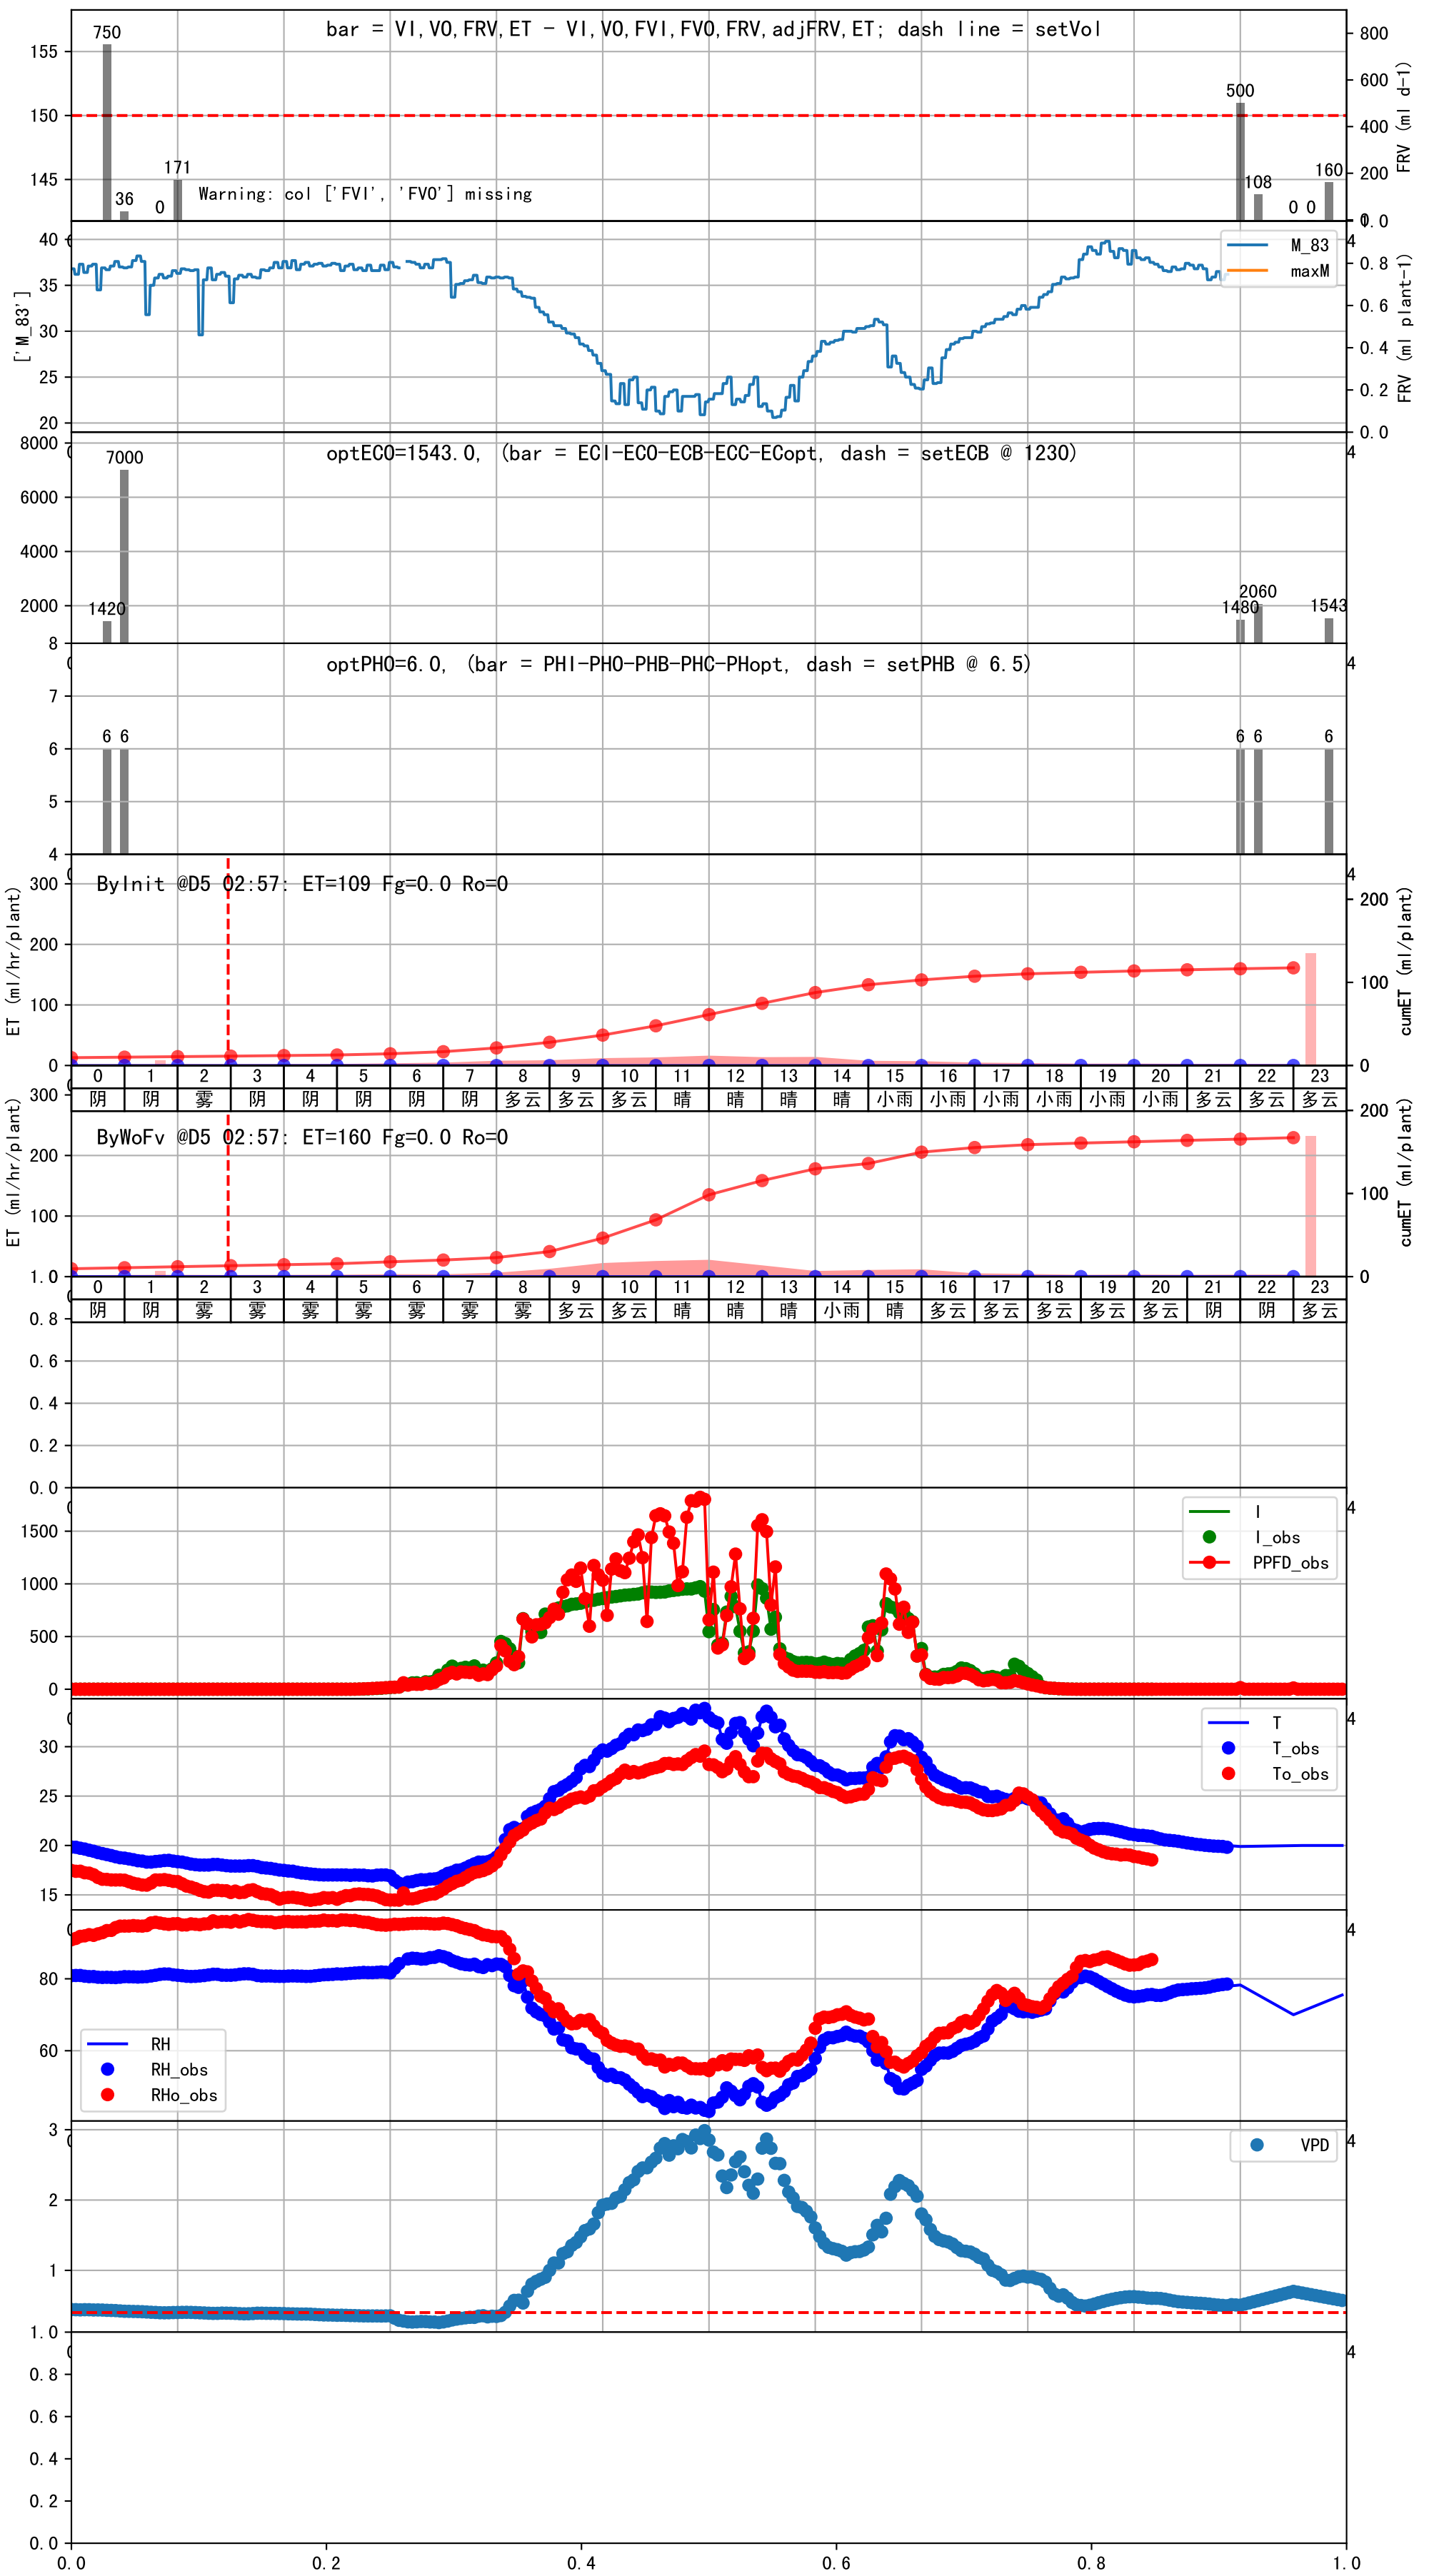 bar = VI,VO,FRV,ET - VI,VO,FVI,FVO,FRV,adjFRV,ET; dash line = setVol
750 36 0 171 500 108 0 0 160
Warning: col ['FVI', 'FVO'] missing
155 150 145
800 600 400 200 0
FRV (ml d-1)
1.0 0.8 0.6 0.4 0.2 0.0
FRV (ml plant-1)
40 35 30 25 20
['M_83']
M_83
maxM
optECO=1543.0, (bar = ECI-ECO-ECB-ECC-ECopt, dash = setECB @ 1230)
8000 6000 4000 2000
1420 7000 1480 2060 1543
optPHO=6.0, (bar = PHI-PHO-PHB-PHC-PHopt, dash = setPHB @ 6.5)
8 7 6 5 4
6 6 6 6 6
ByInit @D5 02:57: ET=109 Fg=0.0 Ro=0
300 200 100 0
ET (ml/hr/plant)
200 100 0
cumET (ml/plant)
0 1 2 3 4 5 6 7 8 9 10 11 12 13 14 15 16 17 18 19 20 21 22 23
阴 阴 雾 阴 阴 阴 阴 阴 多云 多云 多云 晴 晴 晴 晴 小雨 小雨 小雨 小雨 小雨 小雨 多云 多云 多云
ByWoFv @D5 02:57: ET=160 Fg=0.0 Ro=0
300 200 100
ET (ml/hr/plant)
200 100 0
cumET (ml/plant)
0 1 2 3 4 5 6 7 8 9 10 11 12 13 14 15 16 17 18 19 20 21 22 23
阴 阴 雾 雾 雾 雾 雾 雾 雾 多云 多云 晴 晴 晴 小雨 晴 多云 多云 多云 多云 多云 阴 阴 多云
1.0 0.8 0.6 0.4 0.2 0.0
1500 1000 500 0
I
I_obs
PPFD_obs
30 25 20 15
T
T_obs
To_obs
80 60
RH
RH_obs
RHo_obs
3 2 1
VPD
1.0 0.8 0.6 0.4 0.2 0.0
0.0 0.2 0.4 0.6 0.8 1.0